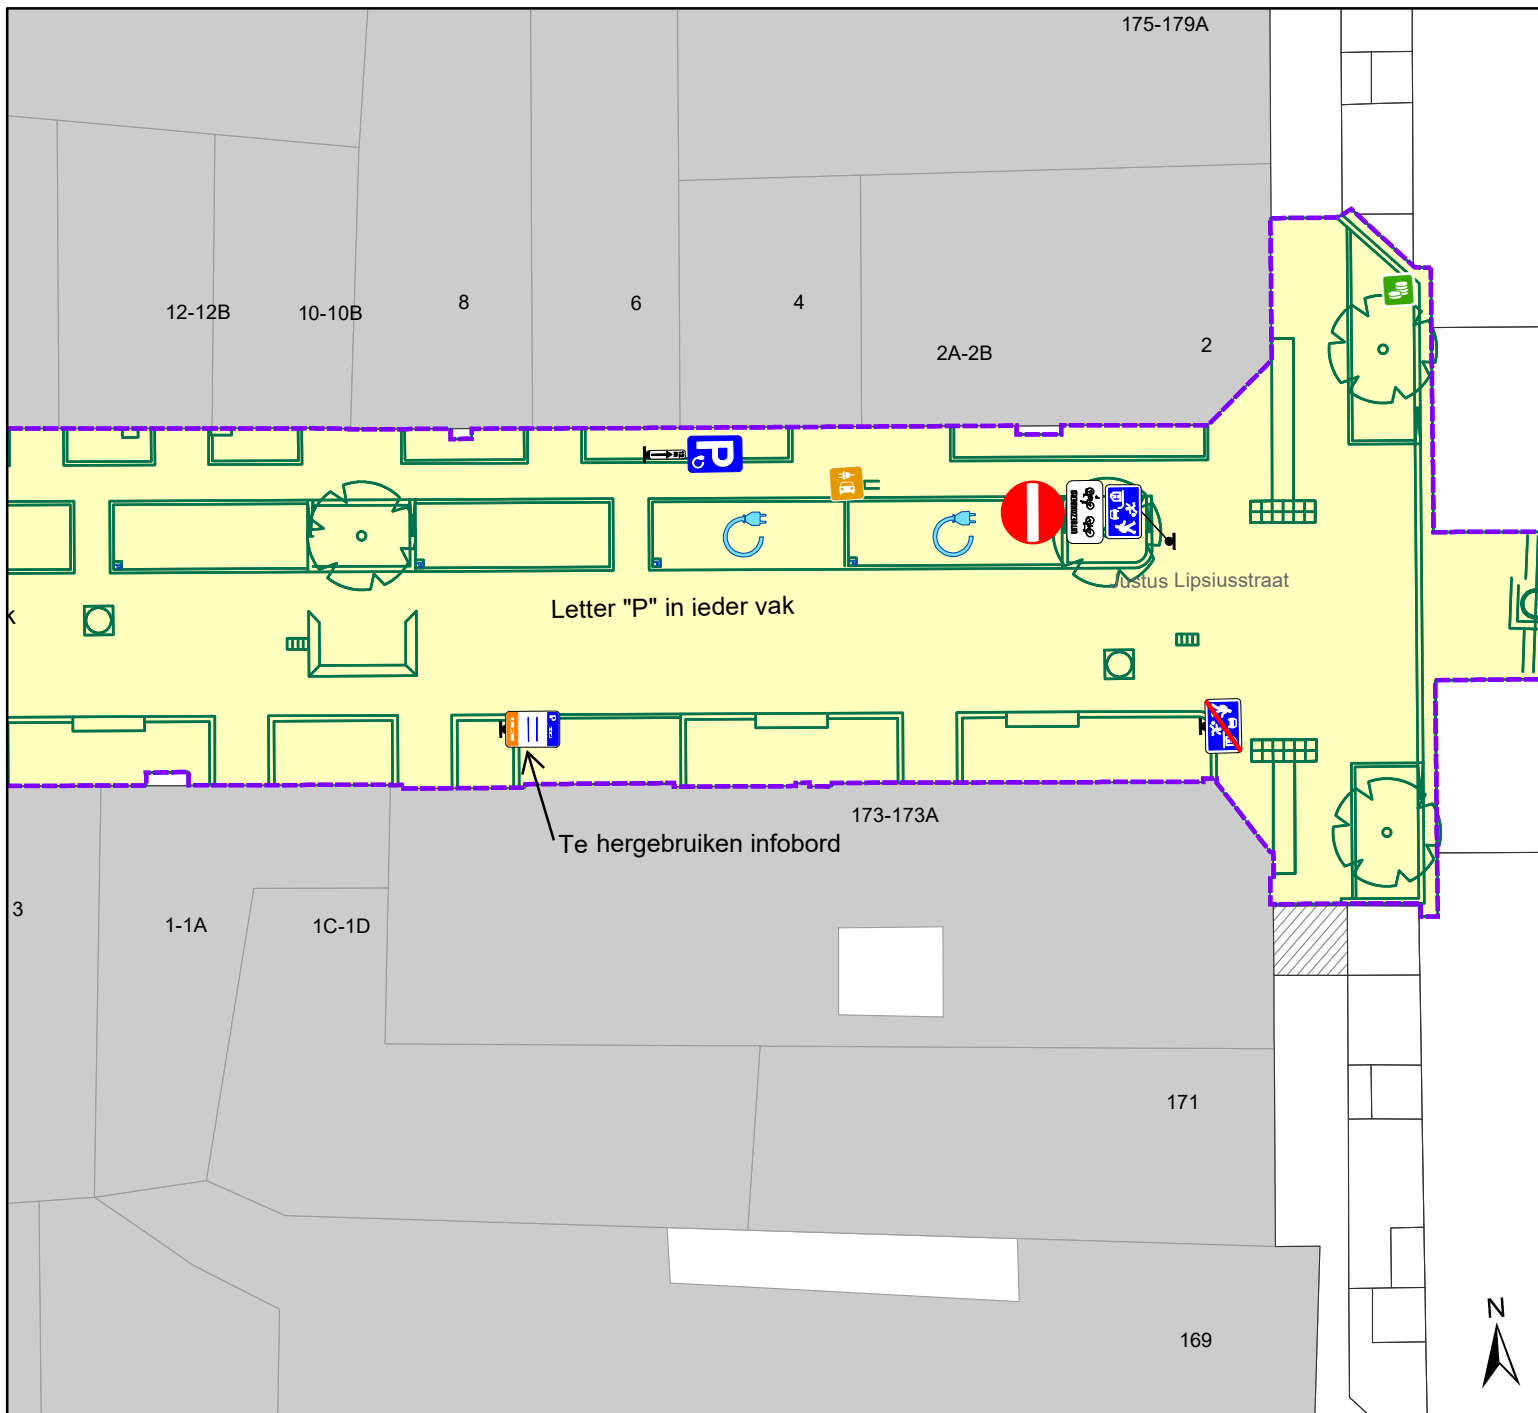 175-179A
12-12B
10-10B
8
6
4
2A-2B
2
P
UITGEZONDERD
Justus Lipsiusstraat
Letter "P" in ieder vak
k
P
173-173A
Te hergebruiken infobord
3
1-1A
1C-1D
171
169
N